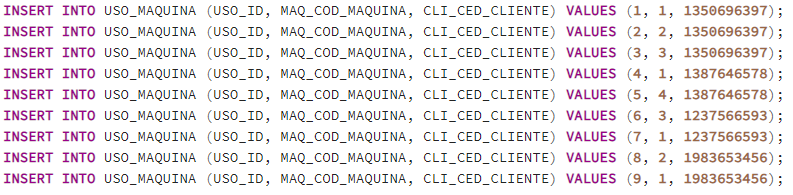 INSERT INTO USO_MAQUINA (USO_ID, MAQ_COD_MAQUINA, CLI_CED_CLIENTE) VALUES (1, 1, 1350696397);
INSERT INTO USO_MAQUINA (USO_ID, MAQ_COD_MAQUINA, CLI_CED_CLIENTE) VALUES (2, 2, 1350696397);
INSERT INTO USO_MAQUINA (USO_ID, MAQ_COD_MAQUINA, CLI_CED_CLIENTE) VALUES (3, 3, 1350696397);
INSERT INTO USO_MAQUINA (USO_ID, MAQ_COD_MAQUINA, CLI_CED_CLIENTE) VALUES (4, 1, 1387646578);
INSERT INTO USO_MAQUINA (USO_ID, MAQ_COD_MAQUINA, CLI_CED_CLIENTE) VALUES (5, 4, 1387646578);
INSERT INTO USO_MAQUINA (USO_ID, MAQ_COD_MAQUINA, CLI_CED_CLIENTE) VALUES (6, 3, 1237566593);
INSERT INTO USO_MAQUINA (USO_ID, MAQ_COD_MAQUINA, CLI_CED_CLIENTE) VALUES (7, 1, 1237566593);
INSERT INTO USO_MAQUINA (USO_ID, MAQ_COD_MAQUINA, CLI_CED_CLIENTE) VALUES (8, 2, 1983653456);
INSERT INTO USO_MAQUINA (USO_ID, MAQ_COD_MAQUINA, CLI_CED_CLIENTE) VALUES (9, 1, 1983653456);